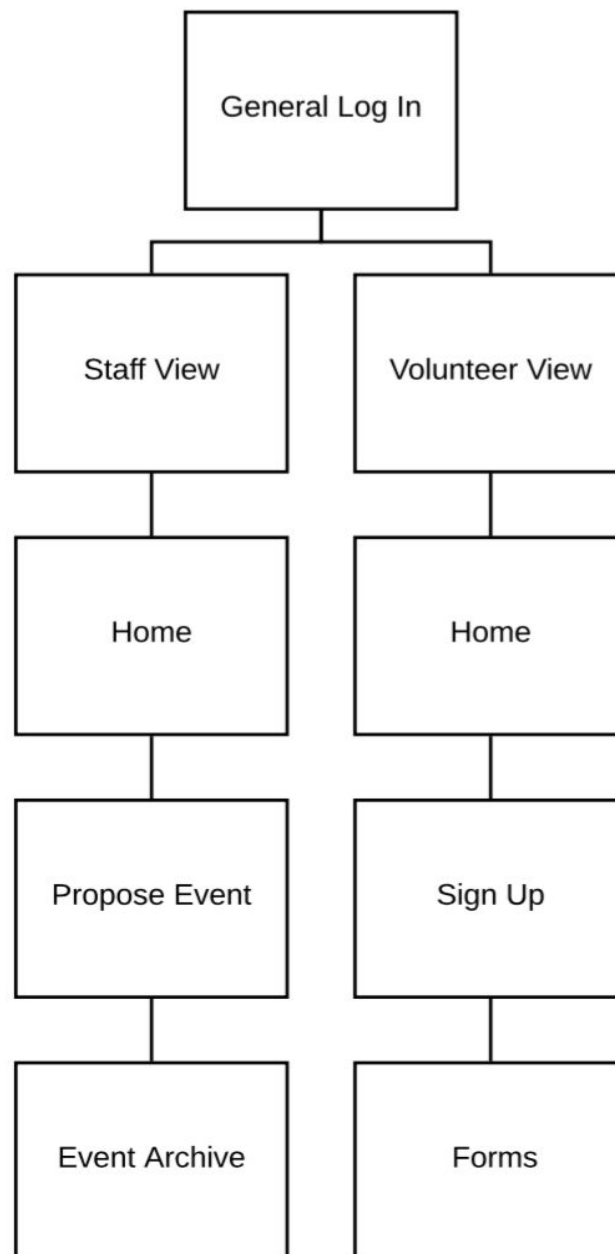 General Log In
Staff View
Volunteer View
Home
Home
Propose Event
Sign Up
Event Archive
Forms